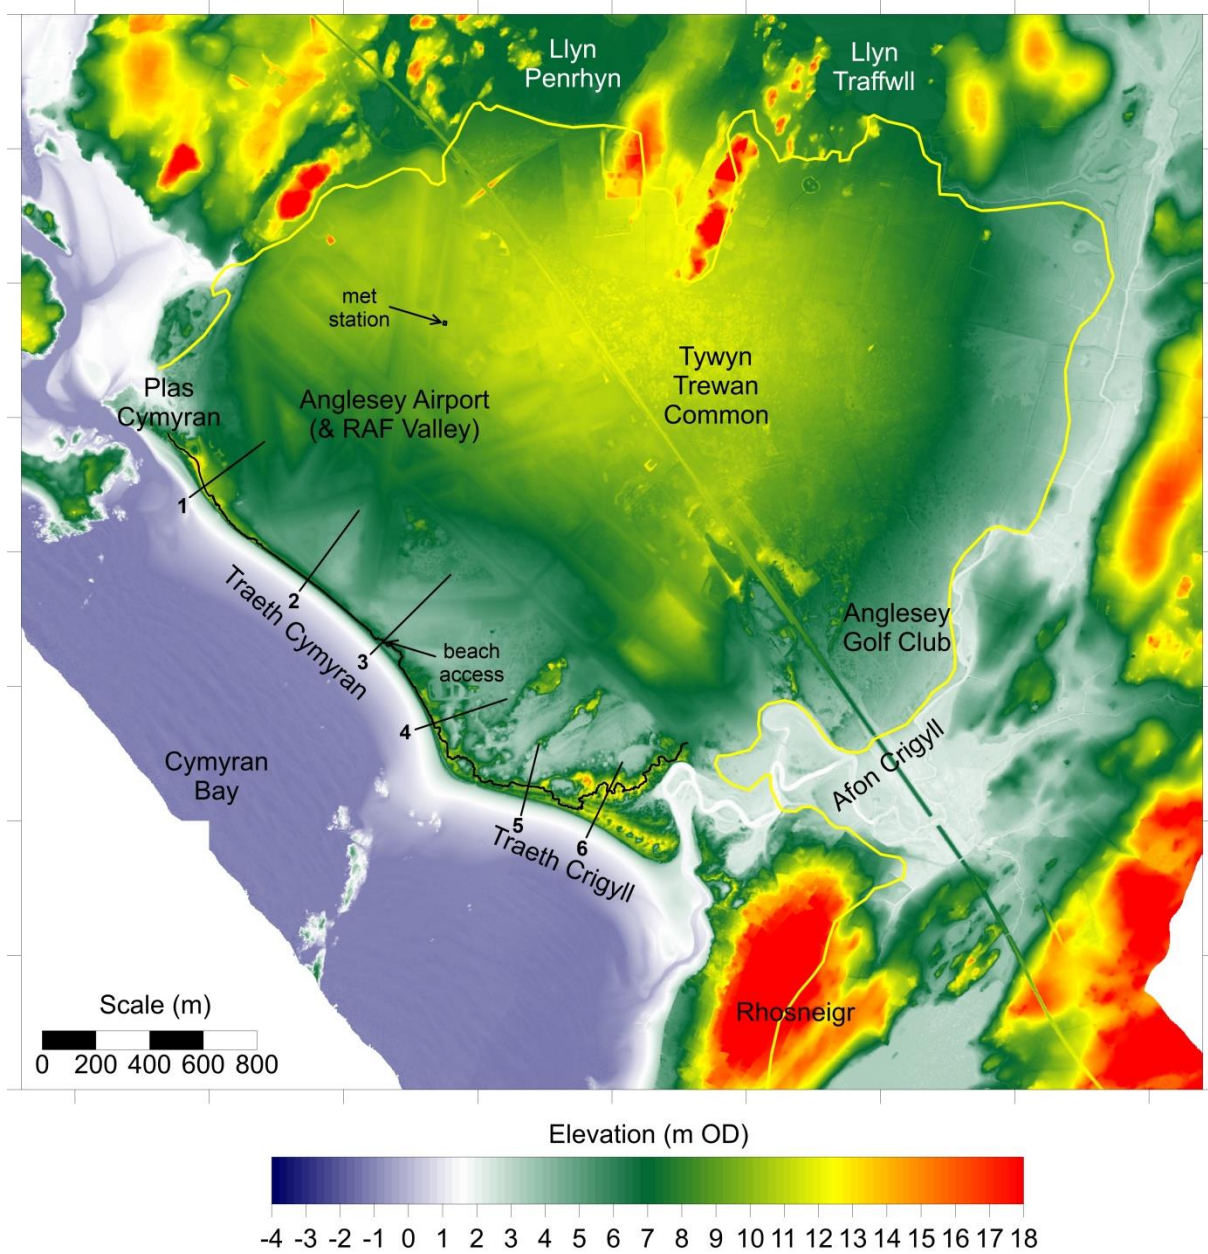 Llyn
Penrhyn
Llyn
Traffwll
met
station
Plas
Cymyran
Anglesey Airport
(& RAF Valley)
Tywyn
Trewan
Common
1
2
Traeth Cymyran
3
beach
access
Anglesey
Golf Club
4
Cymyran
Bay
Afon Crigyll
5
6
Traeth Crigyll
Rhosneigr
Scale (m)
0 200 400 600 800
Elevation (m OD)
-4 -3 -2 -1 0 1 2 3 4 5 6 7 8 9 10 11 12 13 14 15 16 17 18